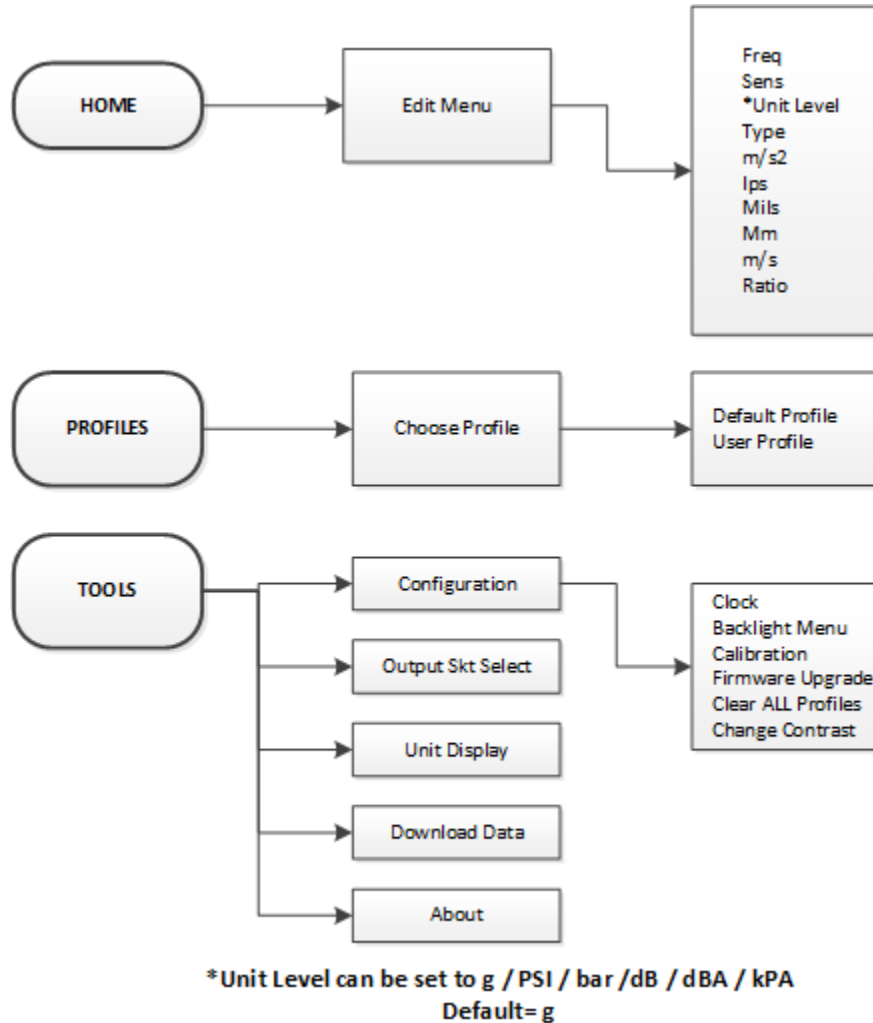 HOME
Edit Menu
Freq
Sens
*Unit Level
Type
m/s2
Ips
Mils
Mm
m/s
Ratio
PROFILES
Choose Profile
Default Profile
User Profile
TOOLS
Configuration
Clock
Backlight Menu
Calibration
Firmware Upgrade
Clear ALL Profiles
Change Contrast
Output Skt Select
Unit Display
Download Data
About
*Unit Level can be set to g / PSI / bar /dB / dBA / kPA
Default= g